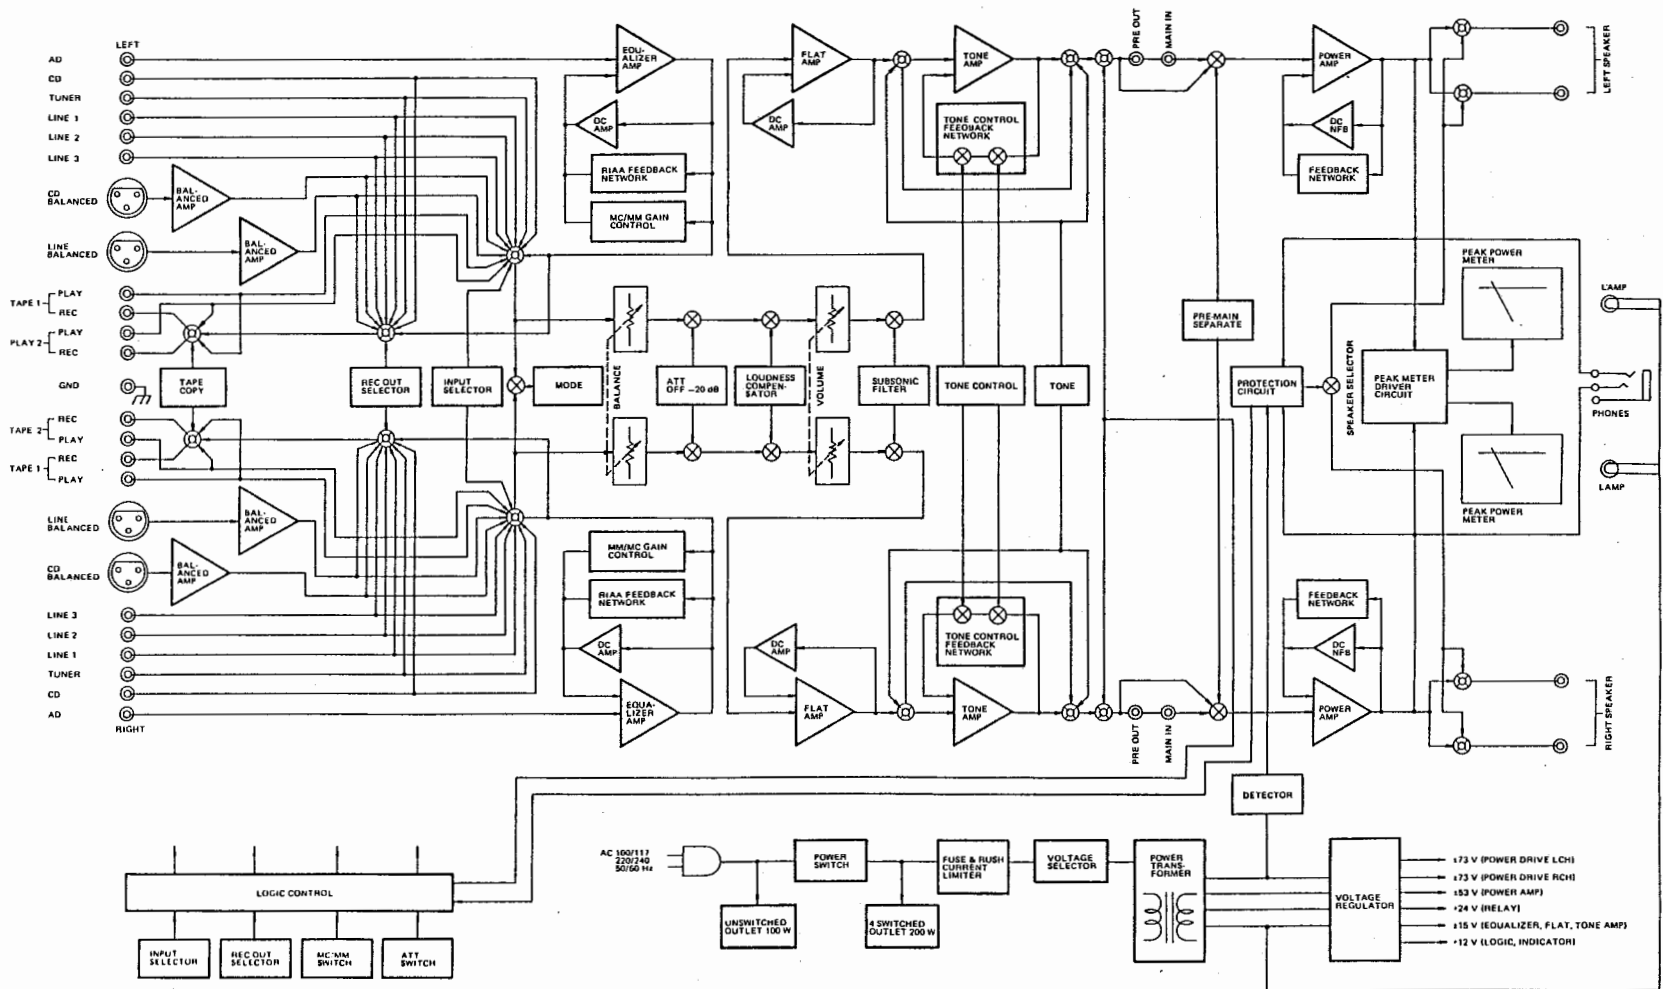 LEFT
AD
CD
TUNER
LINE 1
LINE 2
LINE 3
CD
BALANCED
BAL-
ANCED
AMP
LINE
BALANCED
BAL-
ANCED
AMP
TAPE 1
PLAY
REC
PLAY 2
PLAY
REC
GND
TAPE
COPY
REC OUT
SELECTOR
INPUT
SELECTOR
MODE
TAPE 2
REC
PLAY
TAPE 1
REC
PLAY
LINE
BALANCED
BAL-
ANCED
AMP
CD
BALANCED
BAL-
ANCED
AMP
LINE 3
LINE 2
LINE 1
TUNER
CD
AD
RIGHT
EQU-
ALIZER
AMP
DC
AMP
RIAA FEEDBACK
NETWORK
MC/MM GAIN
CONTROL
BALANCE
ATT
OFF -20 dB
LOUDNESS
COMPEN-
SATOR
VOLUME
SUBSONIC
FILTER
MM/MC GAIN
CONTROL
RIAA FEEDBACK
NETWORK
DC
AMP
EQUA-
LIZER
AMP
FLAT
AMP
DC
AMP
TONE
AMP
TONE CONTROL
FEEDBACK
NETWORK
TONE CONTROL
TONE
TONE CONTROL
FEEDBACK
NETWORK
DC
AMP
FLAT
AMP
TONE
AMP
PRE OUT
MAIN IN
PRE-MAIN
SEPARATE
PRE OUT
MAIN IN
POWER
AMP
DC
NFB
FEEDBACK
NETWORK
LEFT SPEAKER
PROTECTION
CIRCUIT
SPEAKER SELECTOR
PEAK METER
DRIVER
CIRCUIT
PEAK POWER
METER
PEAK POWER
METER
LAMP
PHONES
LAMP
FEEDBACK
NETWORK
DC
NFB
POWER
AMP
RIGHT SPEAKER
DETECTOR
LOGIC CONTROL
INPUT
SELECTOR
REC OUT
SELECTOR
MC/MM
SWITCH
ATT
SWITCH
AC 100/117
220/240
50/60 Hz
POWER
SWITCH
FUSE & RUSH
CURRENT
LIMITER
VOLTAGE
SELECTOR
POWER
TRANS-
FORMER
UNSWITCHED
OUTLET 100 W
4 SWITCHED
OUTLET 200 W
VOLTAGE
REGULATOR
±73 V (POWER DRIVE LCH)
±73 V (POWER DRIVE RCH)
±53 V (POWER AMP)
+24 V (RELAY)
±15 V (EQUALIZER, FLAT, TONE AMP)
+12 V (LOGIC, INDICATOR)